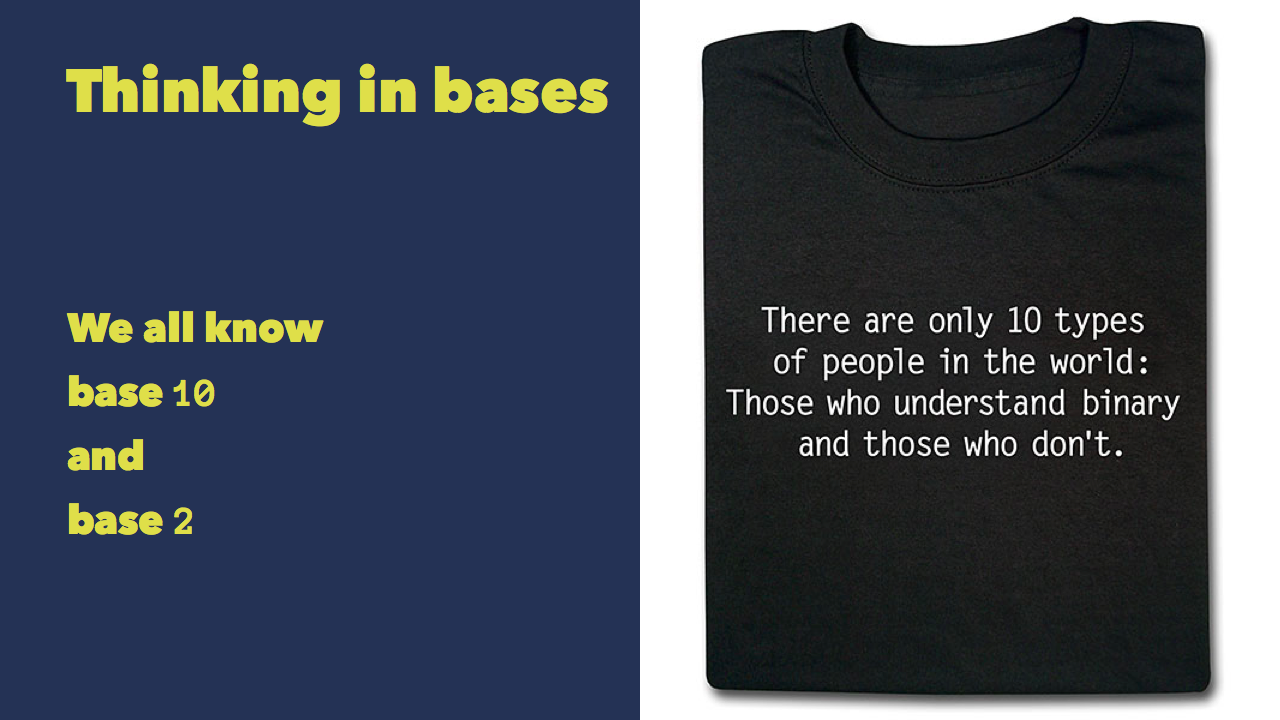 Thinking in bases
We all know
base 10
and
base 2
There are only 10 types
of people in the world:
Those who understand binary
and those who don't.